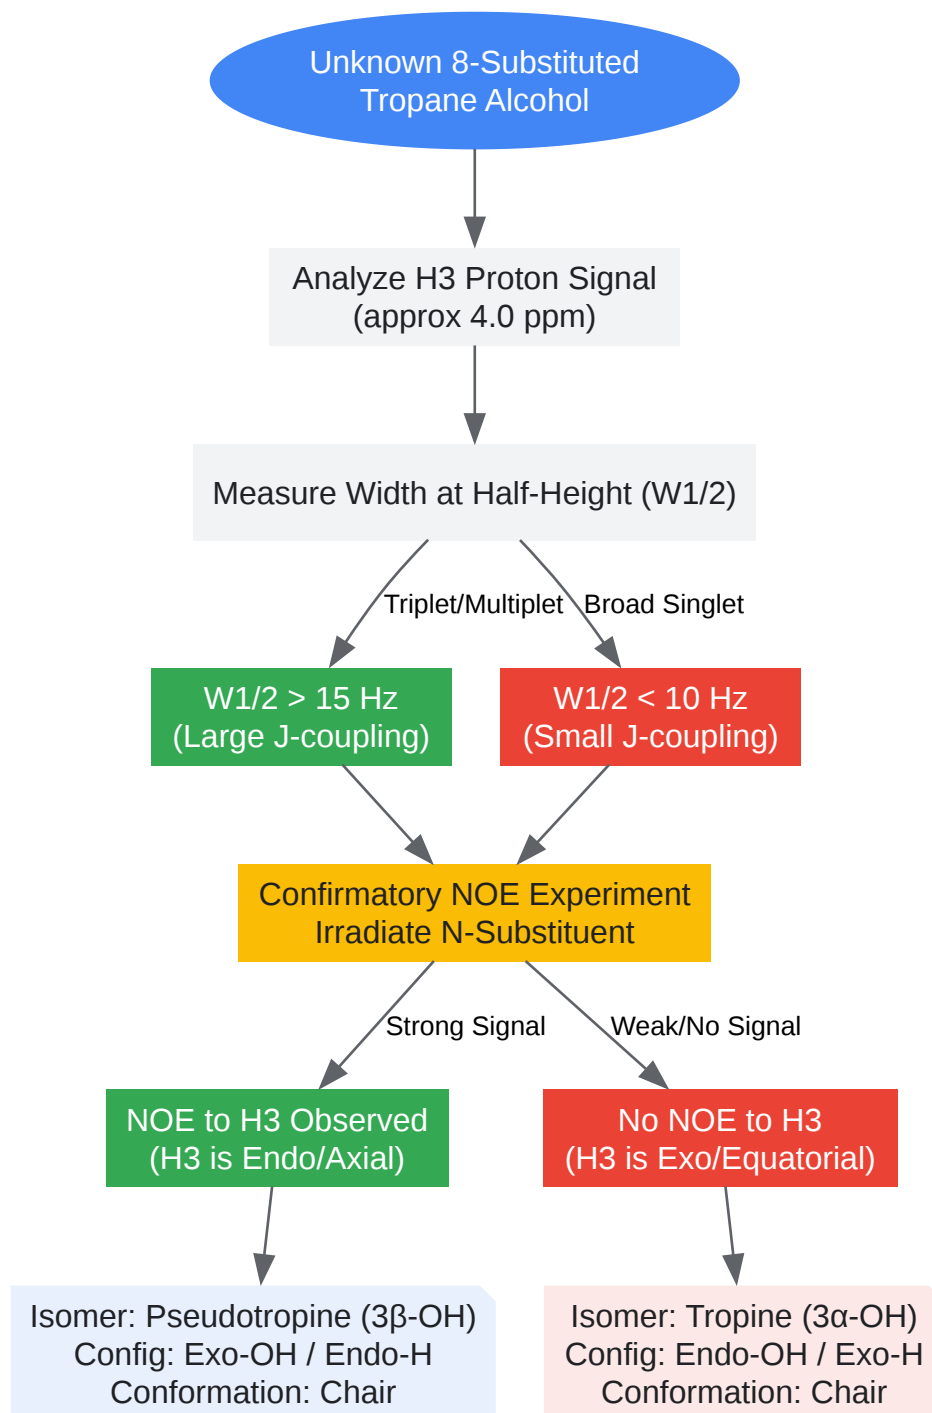 Unknown 8-Substituted
Tropane Alcohol
Analyze H3 Proton Signal
(approx 4.0 ppm)
Measure Width at Half-Height (W1/2)
Triplet/Multiplet
Broad Singlet
W1/2 > 15 Hz
(Large J-coupling)
W1/2 < 10 Hz
(Small J-coupling)
Confirmatory NOE Experiment
Irradiate N-Substituent
Strong Signal
Weak/No Signal
NOE to H3 Observed
(H3 is Endo/Axial)
No NOE to H3
(H3 is Exo/Equatorial)
Isomer: Pseudotropine (3β-OH)
Config: Exo-OH / Endo-H
Conformation: Chair
Isomer: Tropine (3α-OH)
Config: Endo-OH / Exo-H
Conformation: Chair